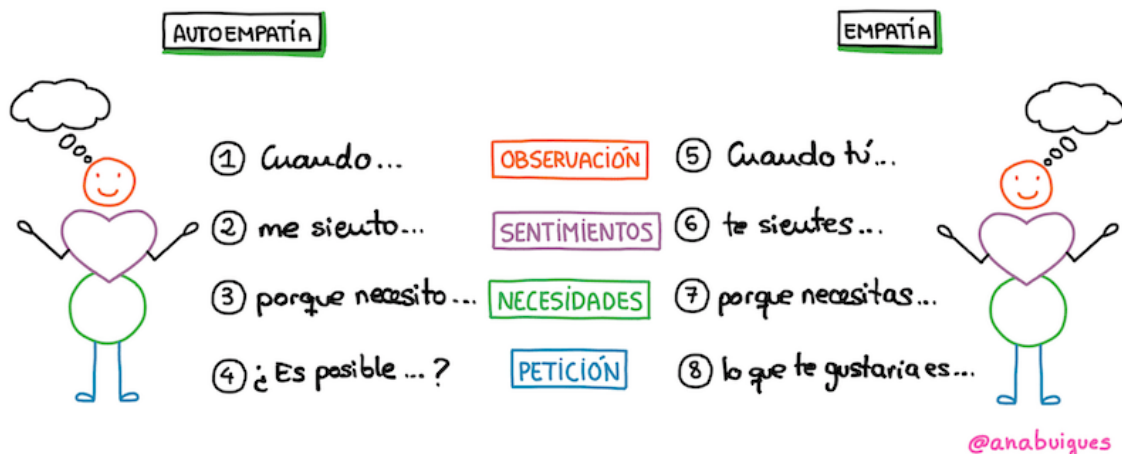 AUTOEMPATÍA
EMPATÍA
① Cuando... OBSERVACIÓN ⑤ Cuando tú...
② me siento... SENTIMIENTOS ⑥ te sientes...
③ porque necesito... NECESIDADES ⑦ porque necesitas...
④ ¿Es posible...? PETICIÓN ⑧ lo que te gustaria es...
@anabuigues